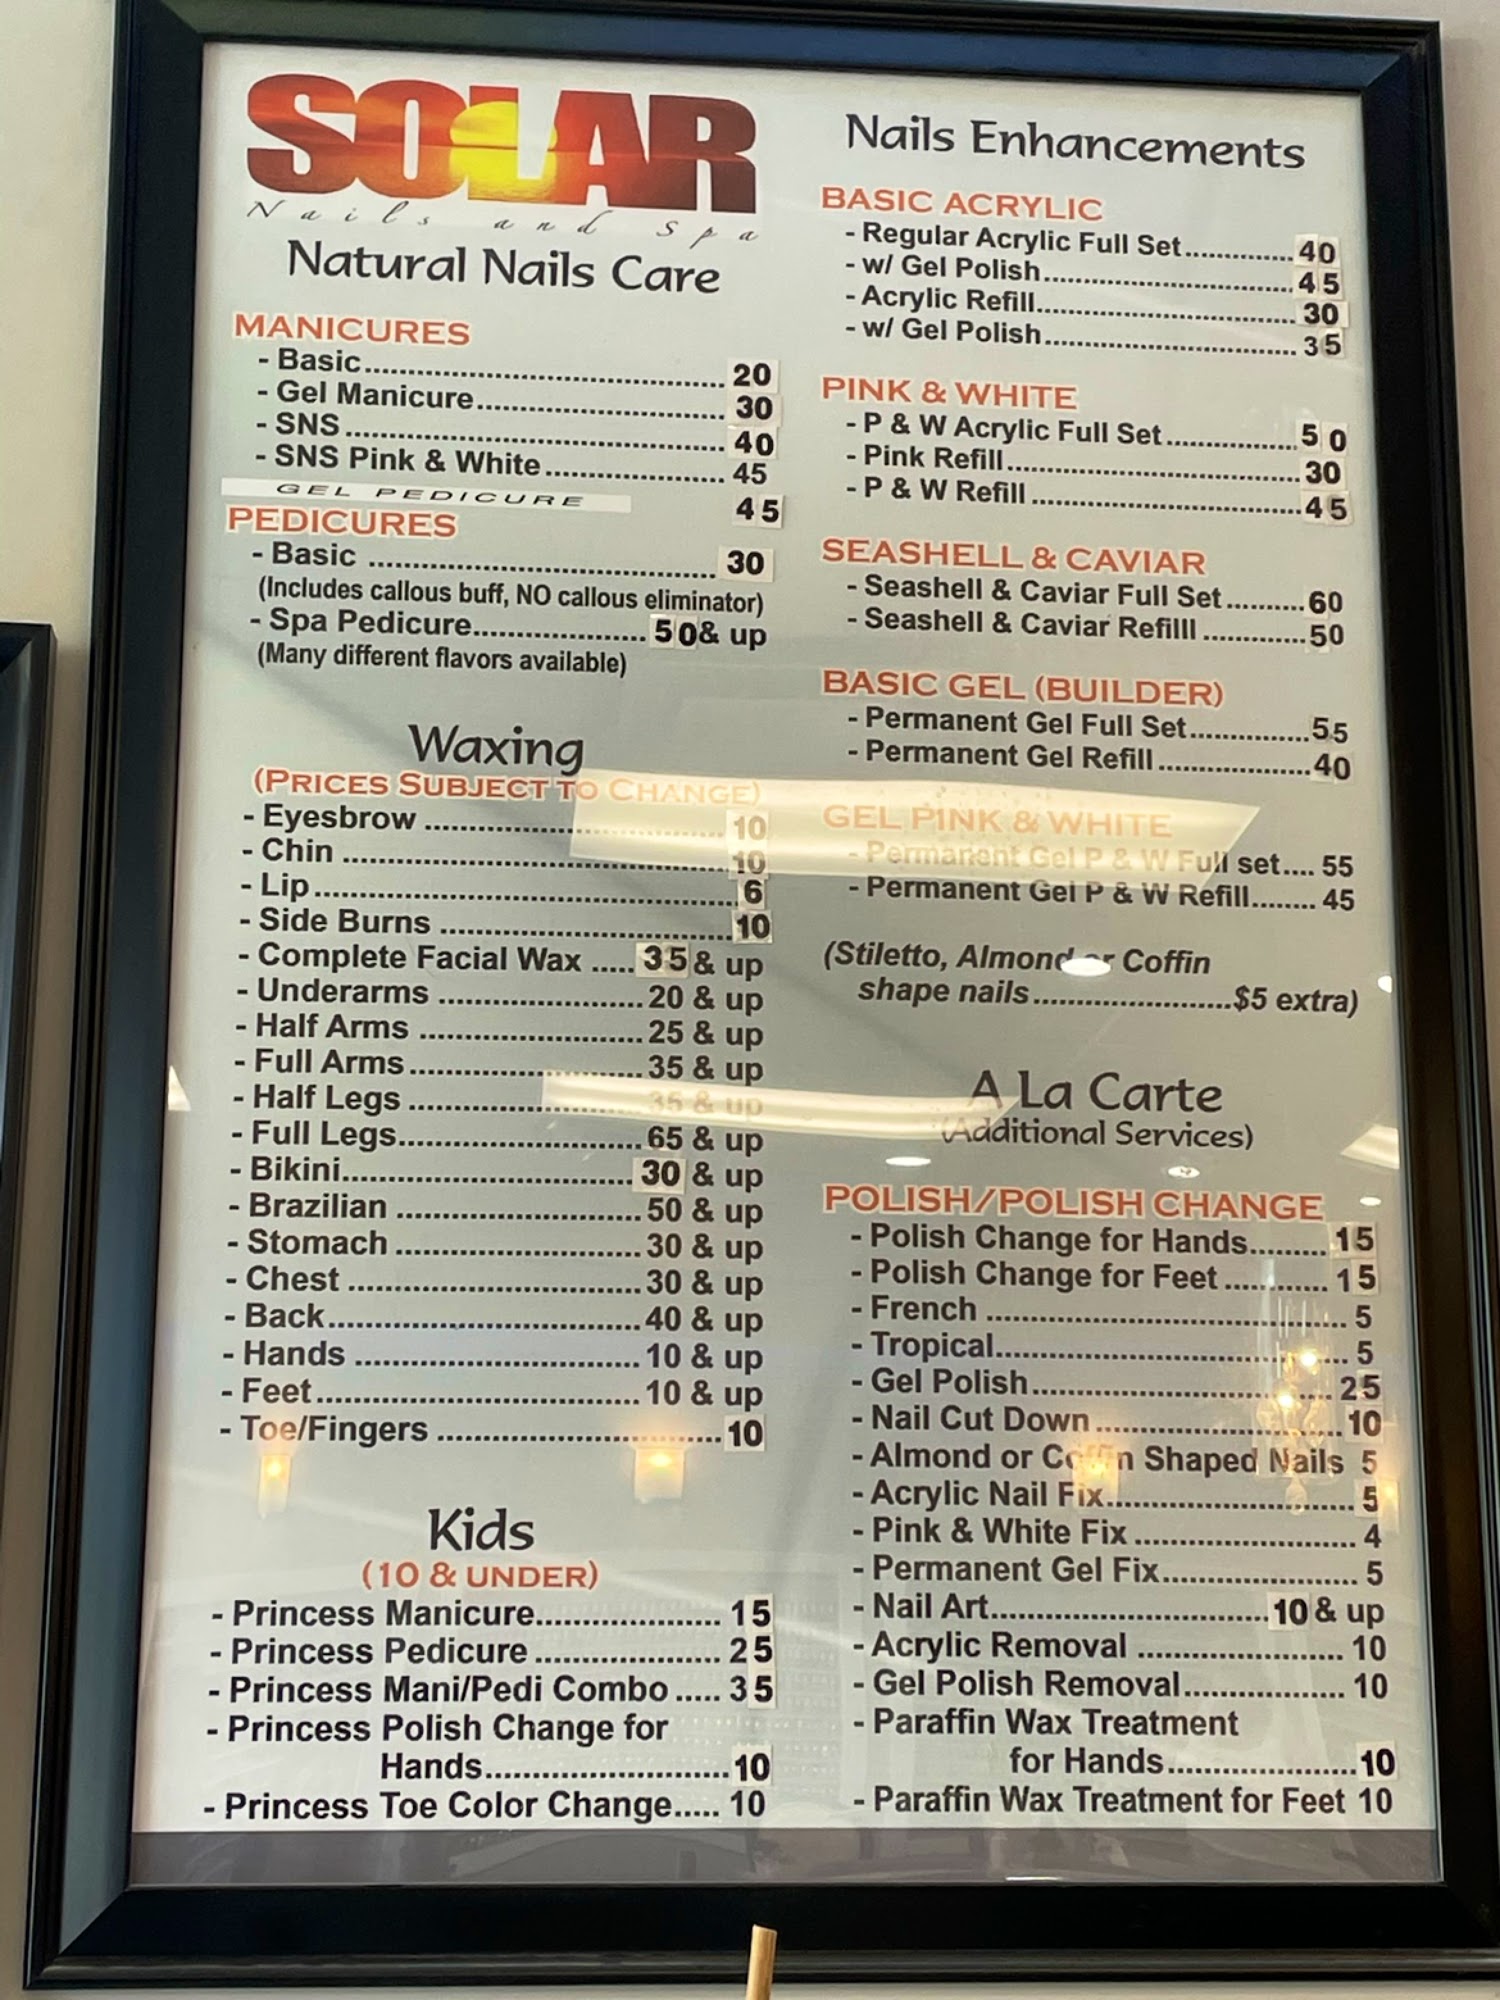 SOLAR
Nails and Spa
Natural Nails Care
MANICURES
- Basic.......................................... 20
- Gel Manicure............................. 30
- SNS............................................ 40
- SNS Pink & White..................... 45
GEL PEDICURE 45
PEDICURES
- Basic ........................................ 30
(Includes callous buff, NO callous eliminator)
- Spa Pedicure.................... 50& up
(Many different flavors available)
Waxing
(PRICES SUBJECT TO CHANGE)
- Eyesbrow ................................... 10
- Chin ............................................ 10
- Lip............................................... 6
- Side Burns .................................. 10
- Complete Facial Wax ..... 35& up
- Underarms ....................... 20 & up
- Half Arms ......................... 25 & up
- Full Arms.......................... 35 & up
- Half Legs .......................... 35 & up
- Full Legs........................... 65 & up
- Bikini................................. 30 & up
- Brazilian ........................... 50 & up
- Stomach ........................... 30 & up
- Chest ................................ 30 & up
- Back.................................. 40 & up
- Hands ............................... 10 & up
- Feet................................... 10 & up
- Toe/Fingers ............................... 10
Kids
(10 & UNDER)
- Princess Manicure..................... 15
- Princess Pedicure ..................... 25
- Princess Mani/Pedi Combo ..... 35
- Princess Polish Change for
Hands........................... 10
- Princess Toe Color Change..... 10
Nails Enhancements
BASIC ACRYLIC
- Regular Acrylic Full Set.............. 40
- w/ Gel Polish................................ 45
- Acrylic Refill................................. 30
- w/ Gel Polish................................ 35
PINK & WHITE
- P & W Acrylic Full Set................ 50
- Pink Refill..................................... 30
- P & W Refill .................................. 45
SEASHELL & CAVIAR
- Seashell & Caviar Full Set.......... 60
- Seashell & Caviar Refilll ............. 50
BASIC GEL (BUILDER)
- Permanent Gel Full Set............... 55
- Permanent Gel Refill.................... 40
GEL PINK & WHITE
- Permanent Gel P & W Full set.... 55
- Permanent Gel P & W Refill........ 45
(Stiletto, Almond or Coffin
shape nails.......................$5 extra)
A La Carte
(Additional Services)
POLISH/POLISH CHANGE
- Polish Change for Hands......... 15
- Polish Change for Feet ............ 15
- French ........................................ 5
- Tropical....................................... 5
- Gel Polish................................... 25
- Nail Cut Down............................ 10
- Almond or Coffin Shaped Nails 5
- Acrylic Nail Fix........................... 5
- Pink & White Fix ........................ 4
- Permanent Gel Fix..................... 5
- Nail Art............................... 10 & up
- Acrylic Removal ....................... 10
- Gel Polish Removal.................. 10
- Paraffin Wax Treatment
for Hands..................... 10
- Paraffin Wax Treatment for Feet 10